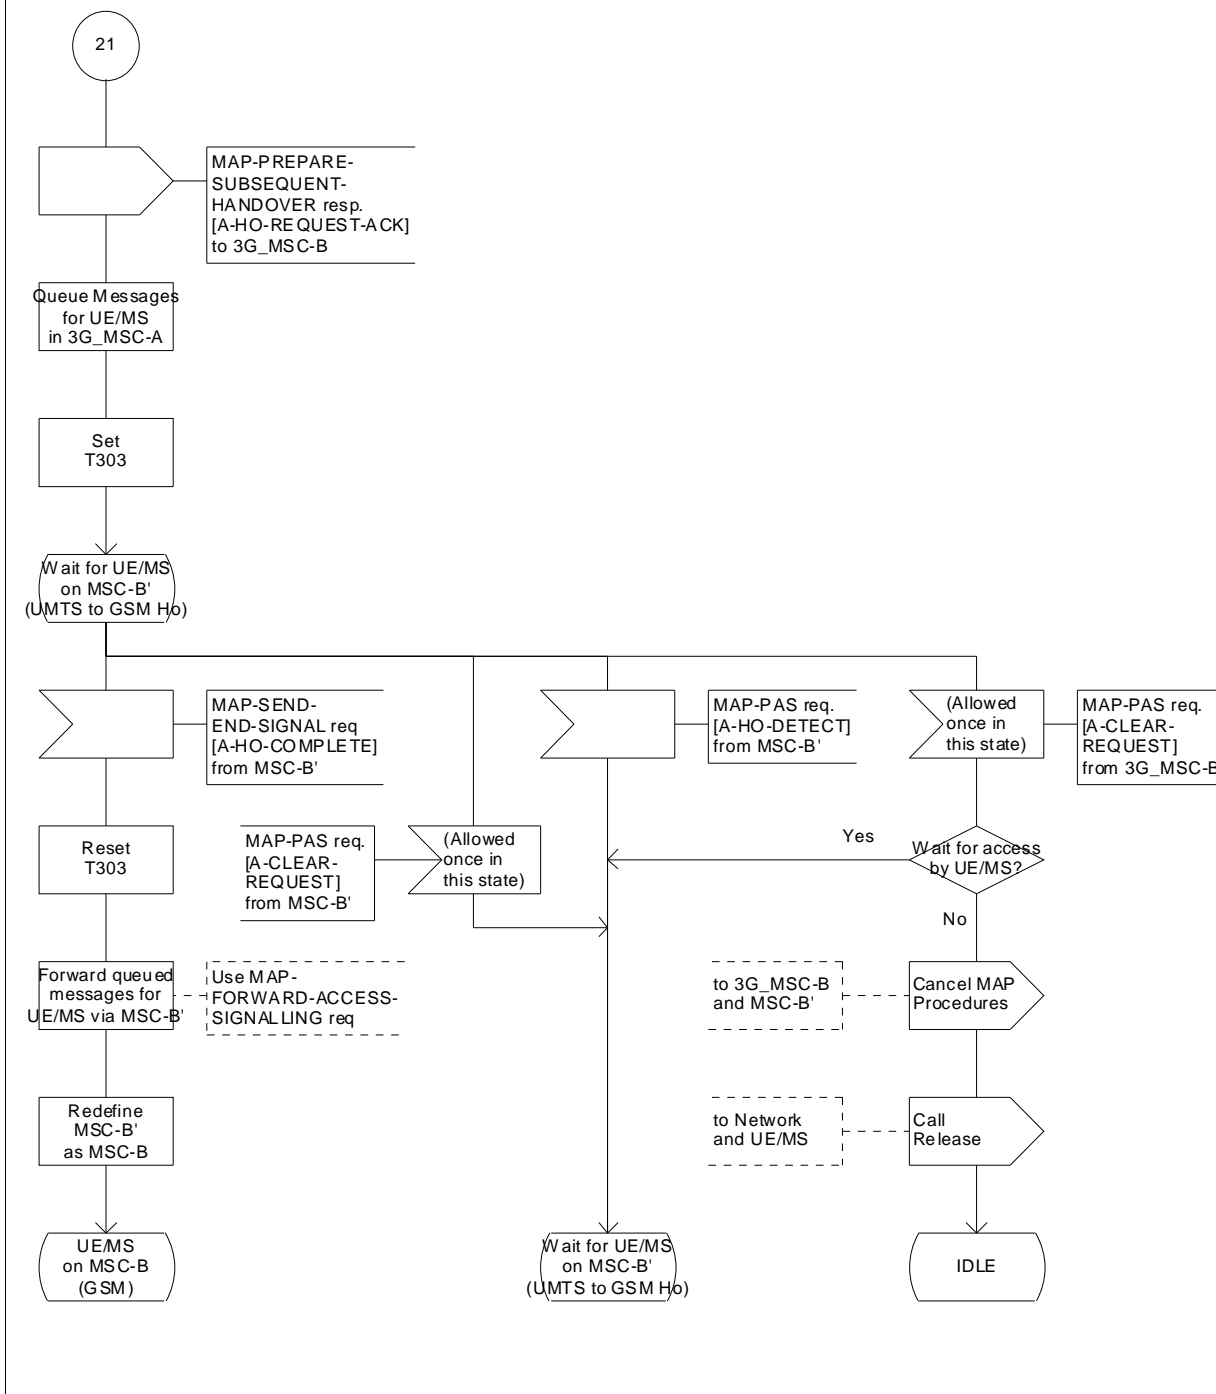 21
MAP-PREPARE-
SUBSEQUENT-
HANDOVER resp.
[A-HO-REQUEST-ACK]
to 3G_MSC-B
Queue Messages
for UE/MS
in 3G_MSC-A
Set
T303
Wait for UE/MS
on MSC-B'
(UMTS to GSM Ho)
MAP-SEND-
END-SIGNAL req
[A-HO-COMPLETE]
from MSC-B'
MAP-PAS req.
[A-HO-DETECT]
from MSC-B'
(Allowed
once in
this state)
MAP-PAS req.
[A-CLEAR-
REQUEST]
from 3G_MSC-B
Reset
T303
MAP-PAS req.
[A-CLEAR-
REQUEST]
from MSC-B'
(Allowed
once in
this state)
Yes
Wait for access
by UE/MS?
No
Forward queued
messages for
UE/MS via MSC-B'
Use MAP-
FORWARD-ACCESS-
SIGNALLING req
to 3G_MSC-B
and MSC-B'
Cancel MAP
Procedures
Redefine
MSC-B'
as MSC-B
to Network
and UE/MS
Call
Release
UE/MS
on MSC-B
(GSM)
Wait for UE/MS
on MSC-B'
(UMTS to GSM Ho)
IDLE